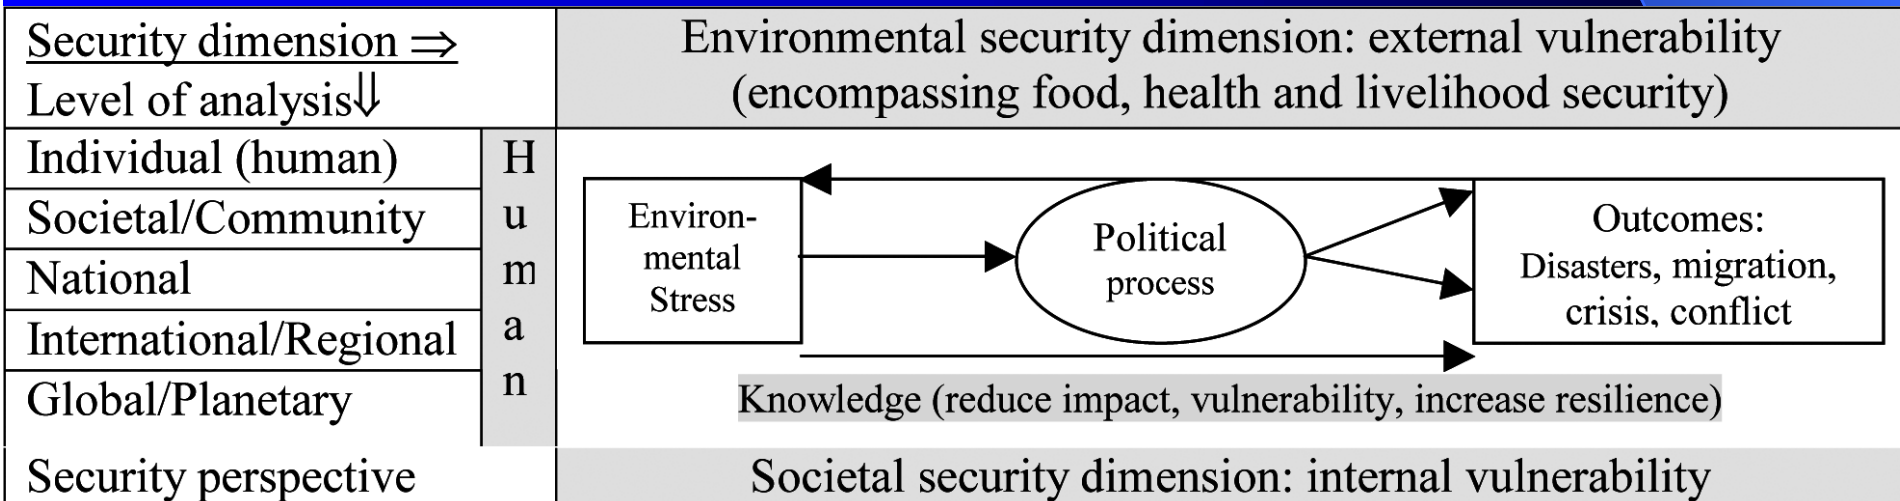 Security dimension ⇒
Level of analysis⇓
Environmental security dimension: external vulnerability
(encompassing food, health and livelihood security)
Individual (human)
Societal/Community
National
International/Regional
Global/Planetary
H
u
m
a
n
Environ-
mental
Stress
Political
process
Outcomes:
Disasters, migration,
crisis, conflict
Knowledge (reduce impact, vulnerability, increase resilience)
Security perspective
Societal security dimension: internal vulnerability